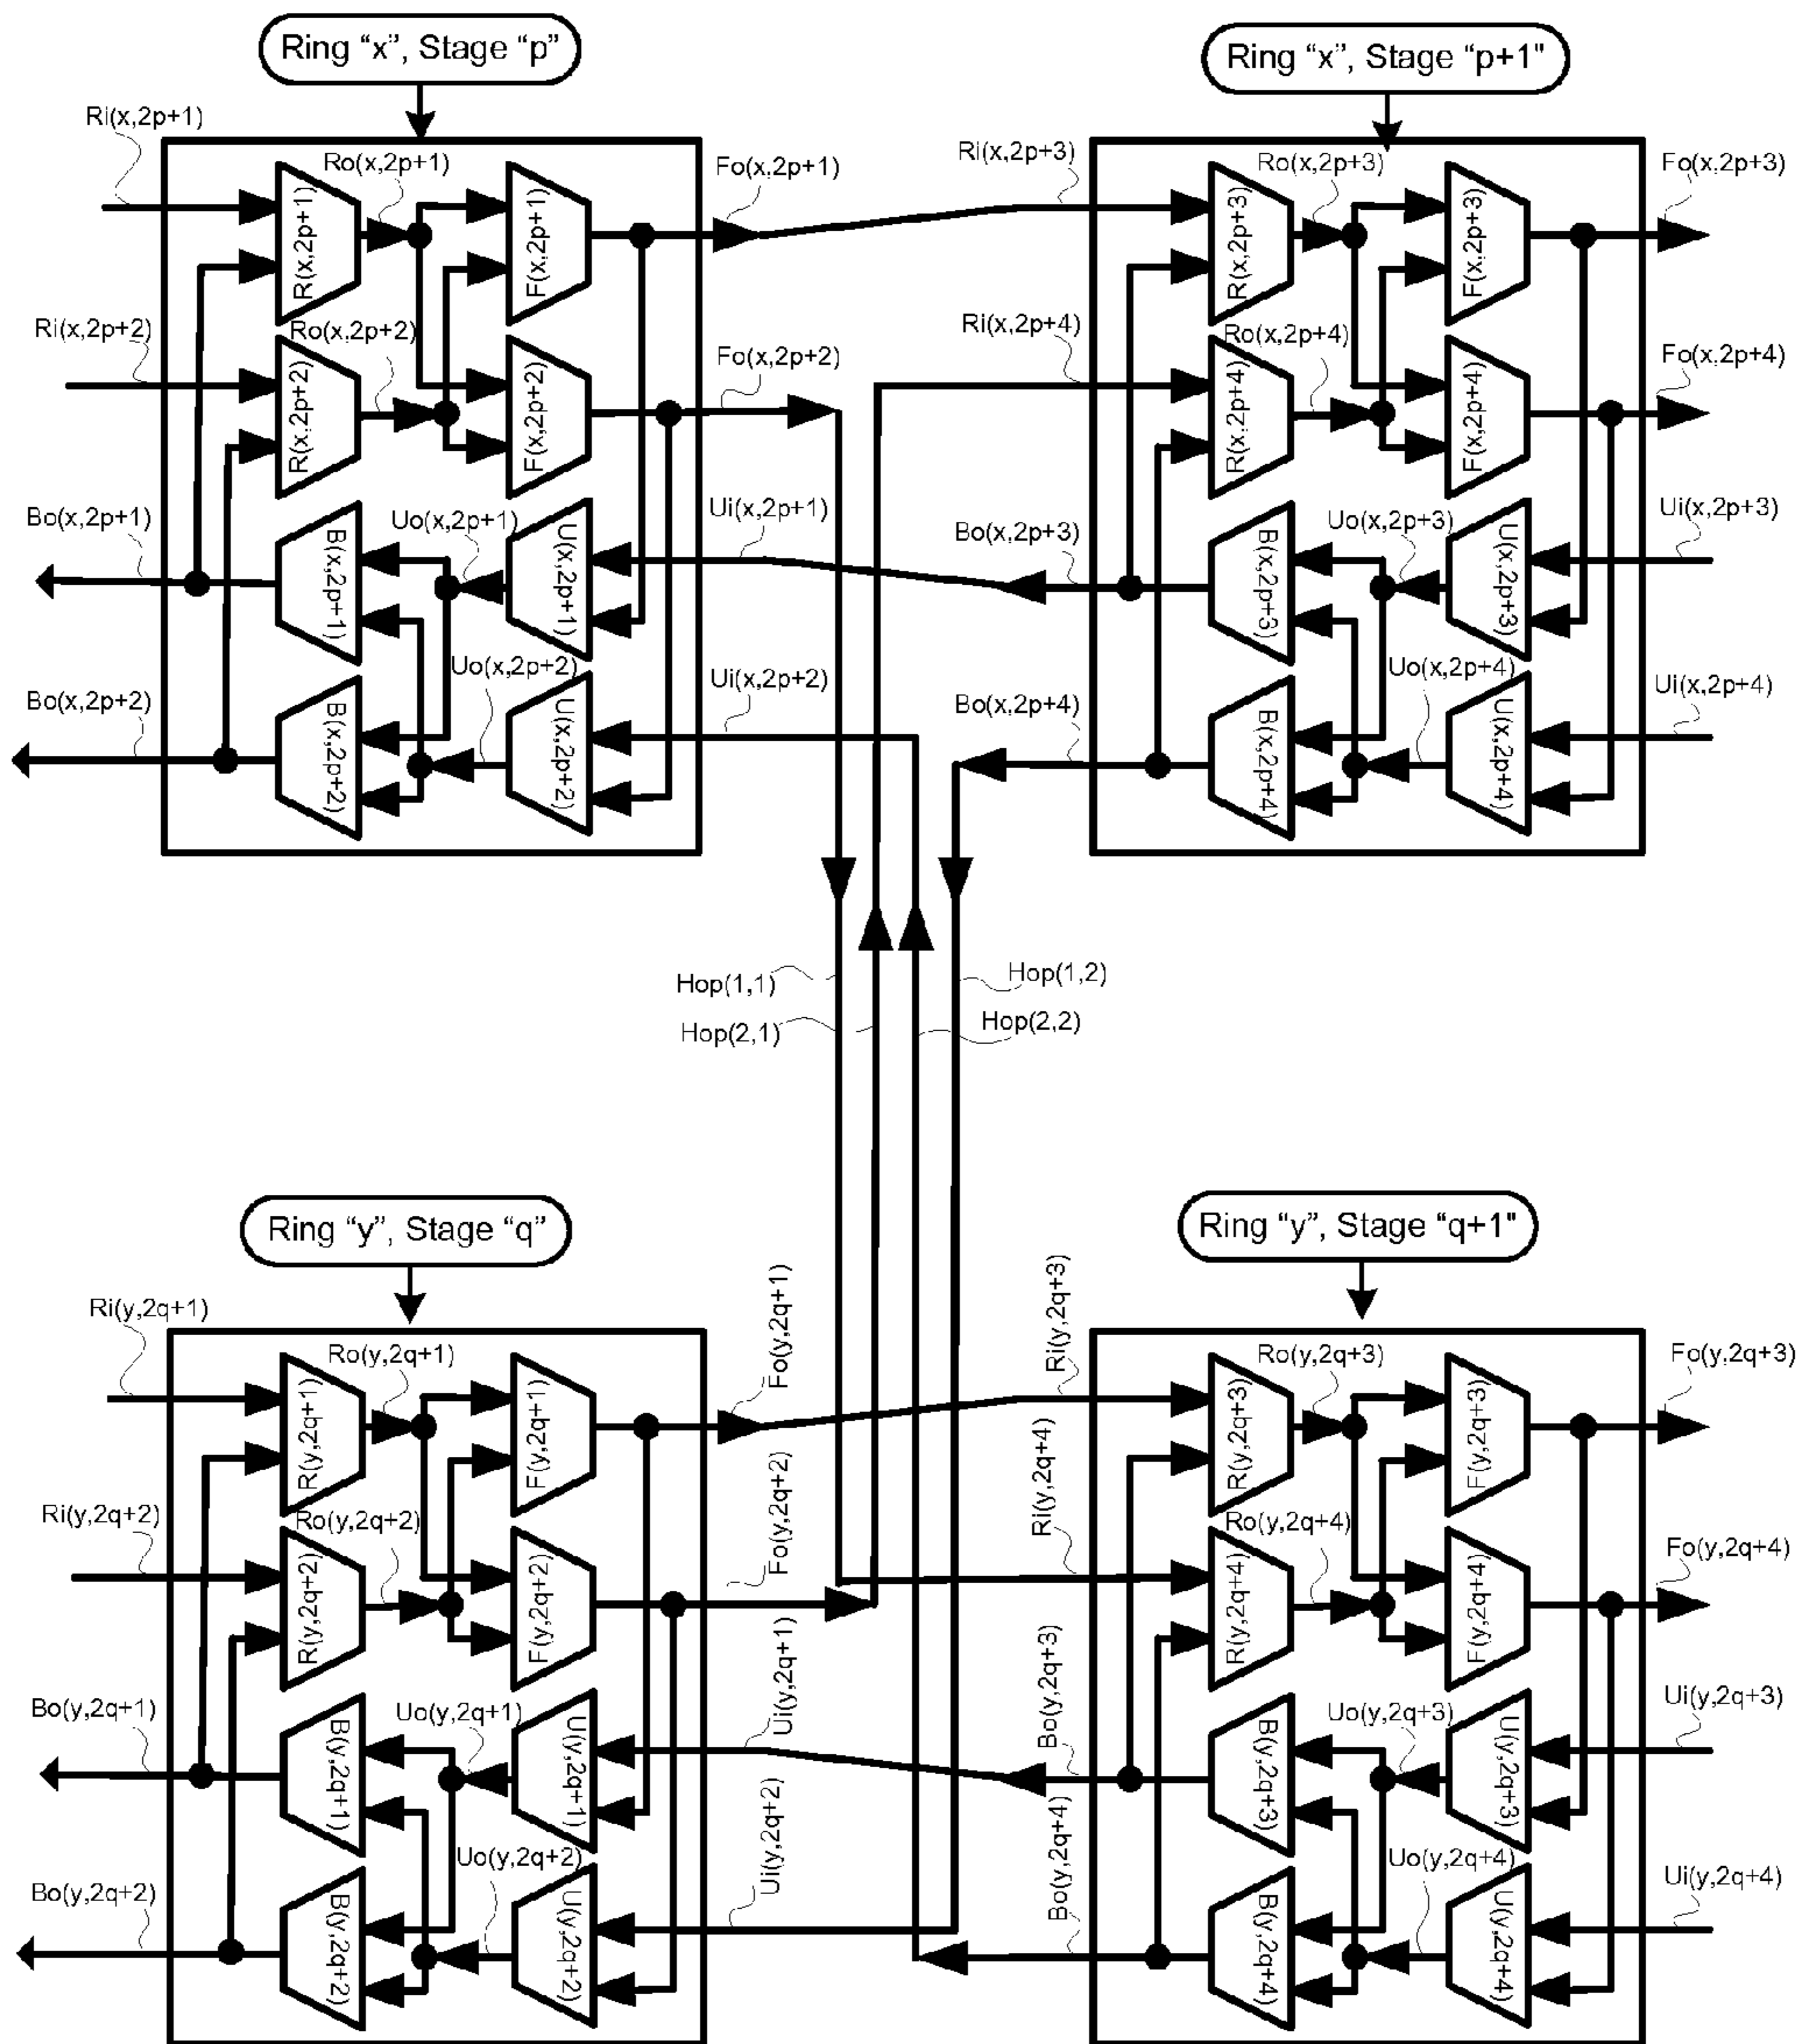 Ring “x”, Stage “p”
Ring “x”, Stage “p+1"
Ri(x,2p+1)
Ro(x,2p+1)
Fo(x,2p+1)
Ri(x,2p+3)
Ro(x,2p+3)
Fo(x,2p+3)
R(x,2p+1)
F(x,2p+1)
R(x,2p+3)
F(x,2p+3)
Ri(x,2p+2)
Ro(x,2p+2)
Fo(x,2p+2)
Ri(x,2p+4)
Ro(x,2p+4)
Fo(x,2p+4)
R(x,2p+2)
F(x,2p+2)
R(x,2p+4)
F(x,2p+4)
Bo(x,2p+1)
Uo(x,2p+1)
Ui(x,2p+1)
Bo(x,2p+3)
Uo(x,2p+3)
Ui(x,2p+3)
B(x,2p+1)
U(x,2p+1)
B(x,2p+3)
U(x,2p+3)
Bo(x,2p+2)
Uo(x,2p+2)
Ui(x,2p+2)
Bo(x,2p+4)
Uo(x,2p+4)
Ui(x,2p+4)
B(x,2p+2)
U(x,2p+2)
B(x,2p+4)
U(x,2p+4)
Hop(1,1)
Hop(1,2)
Hop(2,1)
Hop(2,2)
Ring “y”, Stage “q”
Ring “y”, Stage “q+1"
Ri(y,2q+1)
Ro(y,2q+1)
Fo(y,2q+1)
Ri(y,2q+3)
Ro(y,2q+3)
Fo(y,2q+3)
R(y,2q+1)
F(y,2q+1)
R(y,2q+3)
F(y,2q+3)
Ri(y,2q+2)
Ro(y,2q+2)
Fo(y,2q+2)
Ri(y,2q+4)
Ro(y,2q+4)
Fo(y,2q+4)
R(y,2q+2)
F(y,2q+2)
R(y,2q+4)
F(y,2q+4)
Bo(y,2q+1)
Uo(y,2q+1)
Ui(y,2q+1)
Bo(y,2q+3)
Uo(y,2q+3)
Ui(y,2q+3)
B(y,2q+1)
U(y,2q+1)
B(y,2q+3)
U(y,2q+3)
Bo(y,2q+2)
Uo(y,2q+2)
Ui(y,2q+2)
Bo(y,2q+4)
Uo(y,2q+4)
Ui(y,2q+4)
B(y,2q+2)
U(y,2q+2)
B(y,2q+4)
U(y,2q+4)